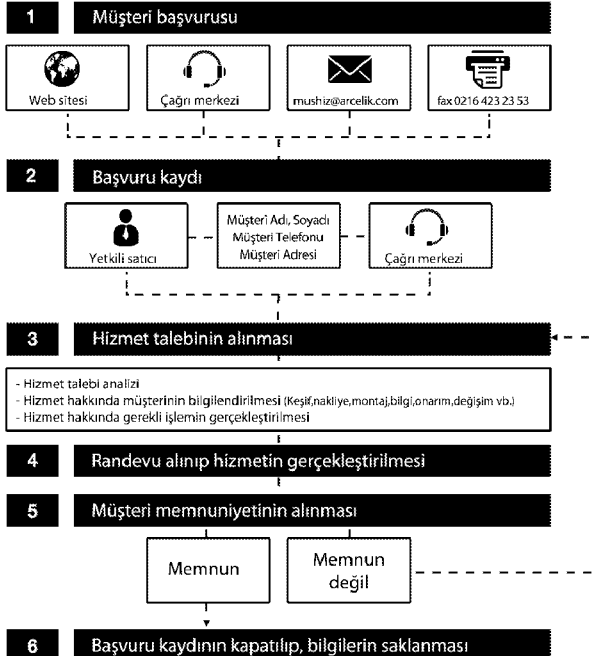 1 Müşteri başvurusu
Web sitesi
Çağrı merkezi
mushiz@arcelik.com
fax 0216 423 23 53
2 Başvuru kaydı
Yetkili satıcı
Müşteri Adı, Soyadı
Müşteri Telefonu
Müşteri Adresi
Çağrı merkezi
3 Hizmet talebinin alınması
- Hizmet talebi analizi
- Hizmet hakkında müşterinin bilgilendirilmesi (Keşif,nakliye,montaj,bilgi,onarım,değişim vb.)
- Hizmet hakkında gerekli işlemin gerçekleştirilmesi
4 Randevu alınıp hizmetin gerçekleştirilmesi
5 Müşteri memnuniyetinin alınması
Memnun
Memnun
değil
6 Başvuru kaydının kapatılıp, bilgilerin saklanması